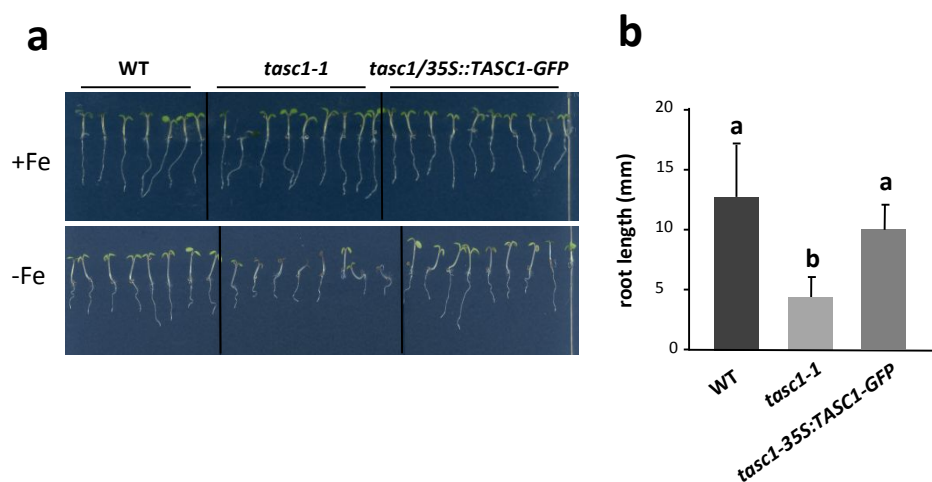 a
WT
tasc1-1
tasc1/35S::TASC1-GFP
+Fe
-Fe
b
20
15
10
5
0
root length (mm)
a
b
a
WT
tasc1-1
tasc1-35S:TASC1-GFP